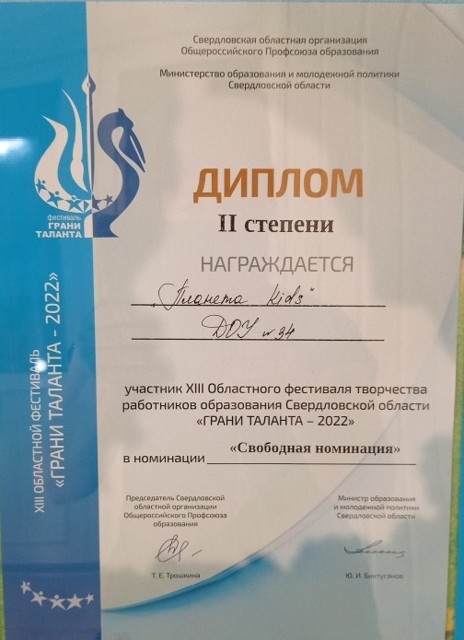 Свердловская областная организация
Общероссийского Профсоюза образования
Министерство образования и молодежной политики
Свердловской области
фестиваль
ГРАНИ
ТАЛАНТА
ДИПЛОМ
II степени
НАГРАЖДАЕТСЯ
„Планета Kids"
ДОУ № 34
участник XIII Областного фестиваля творчества
работников образования Свердловской области
«ГРАНИ ТАЛАНТА – 2022»
«Свободная номинация»
в номинации
XIII ОБЛАСТНОЙ ФЕСТИВАЛЬ
«ГРАНИ ТАЛАНТА - 2022»
Председатель Свердловской
областной организации
Общероссийского Профсоюза
образования
Т. Е. Трошкина
Министр образования
и молодежной политики
Свердловской области
Ю. И. Биктуганов